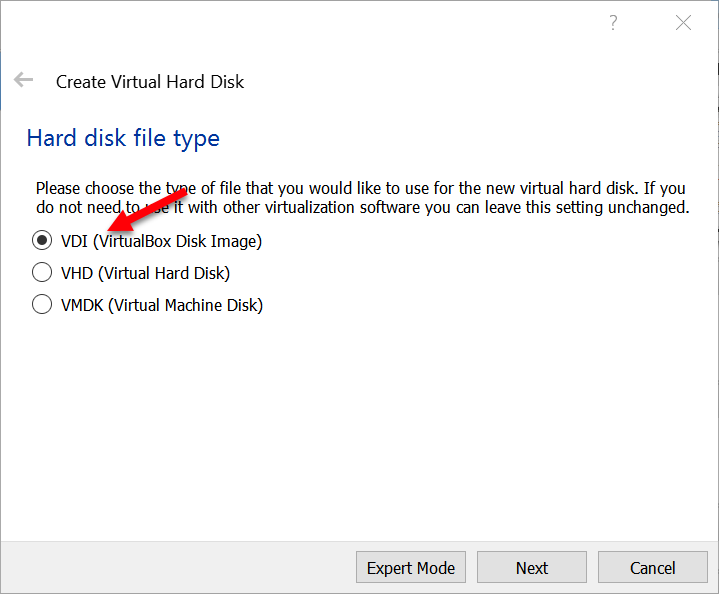 ?
Create Virtual Hard Disk
Hard disk file type
Please choose the type of file that you would like to use for the new virtual hard disk. If you
do not need to use it with other virtualization software you can leave this setting unchanged.
VDI (VirtualBox Disk Image)
VHD (Virtual Hard Disk)
VMDK (Virtual Machine Disk)
Expert Mode
Next
Cancel